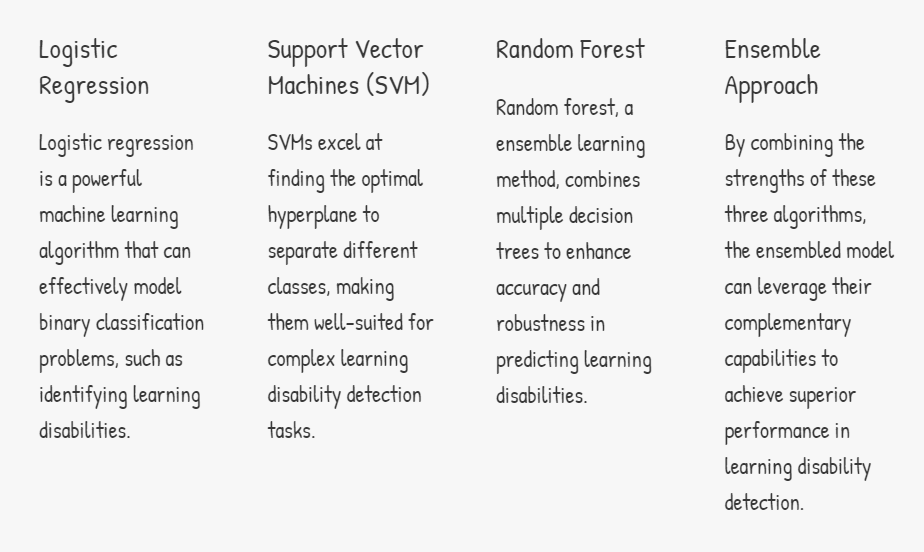 Logistic
Regression
Logistic regression
is a powerful
machine learning
algorithm that can
effectively model
binary classification
problems, such as
identifying learning
disabilities.
Support Vector
Machines (SVM)
SVMs excel at
finding the optimal
hyperplane to
separate different
classes, making
them well-suited for
complex learning
disability detection
tasks.
Random Forest
Random forest, a
ensemble learning
method, combines
multiple decision
trees to enhance
accuracy and
robustness in
predicting learning
disabilities.
Ensemble
Approach
By combining the
strengths of these
three algorithms,
the ensembled model
can leverage their
complementary
capabilities to
achieve superior
performance in
learning disability
detection.